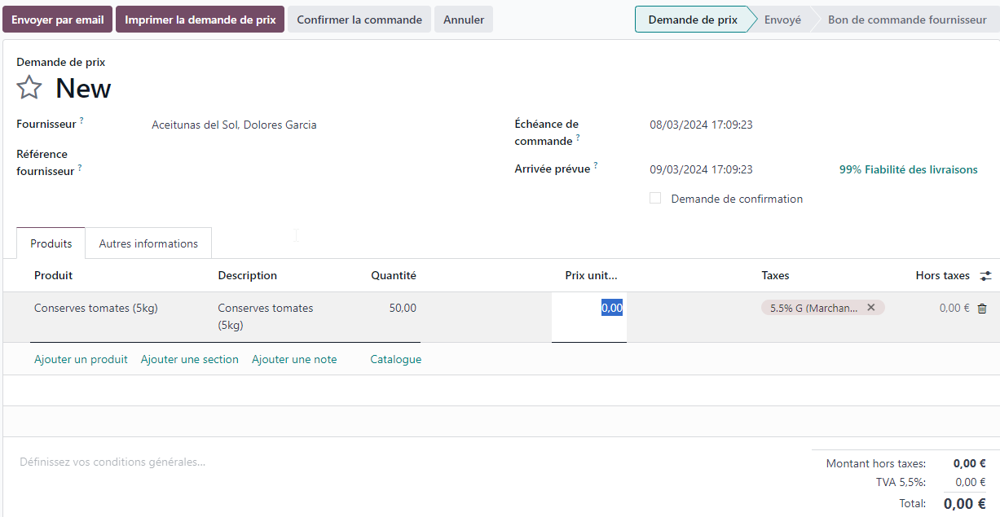 Envoyer par email Imprimer la demande de prix Confirmer la commande Annuler Demande de prix Envoyé Bon de commande fournisseur
Demande de prix
New
Fournisseur ? Aceitunas del Sol, Dolores Garcia
Échéance de commande ? 08/03/2024 17:09:23
Référence fournisseur ?
Arrivée prévue ? 09/03/2024 17:09:23 99% Fiabilité des livraisons
Demande de confirmation
Produits Autres informations
Produit Description Quantité Prix unit... Taxes Hors taxes
Conserves tomates (5kg) Conserves tomates (5kg) 50,00 0,00 5.5% G (Marchan... 0,00 €
Ajouter un produit Ajouter une section Ajouter une note Catalogue
Définissez vos conditions générales...
Montant hors taxes: 0,00 €
TVA 5,5%: 0,00 €
Total: 0,00 €